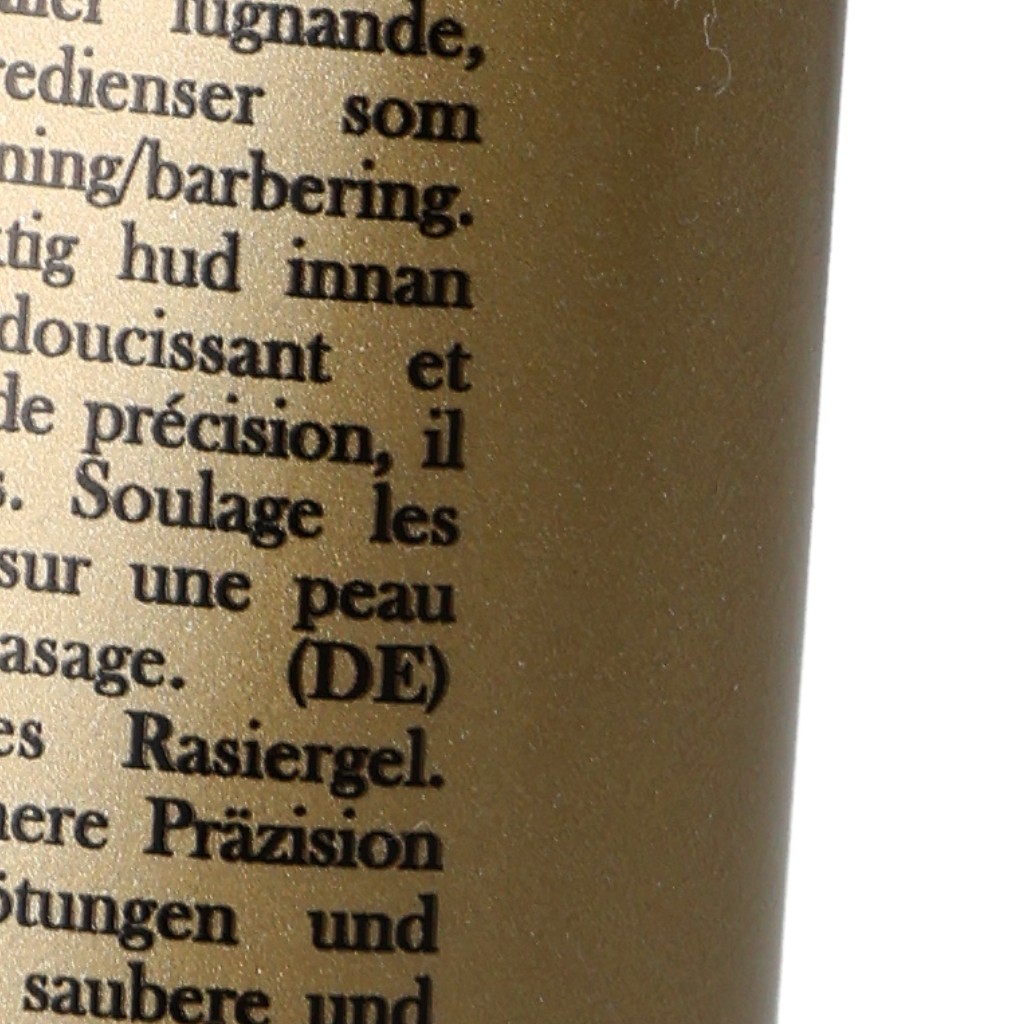 lugnande,
redienser som
ning/barbering.
tig hud innan
doucissant et
de précision, il
s. Soulage les
sur une peau
asage. (DE)
es Rasiergel.
here Präzision
ötungen und
saubere und